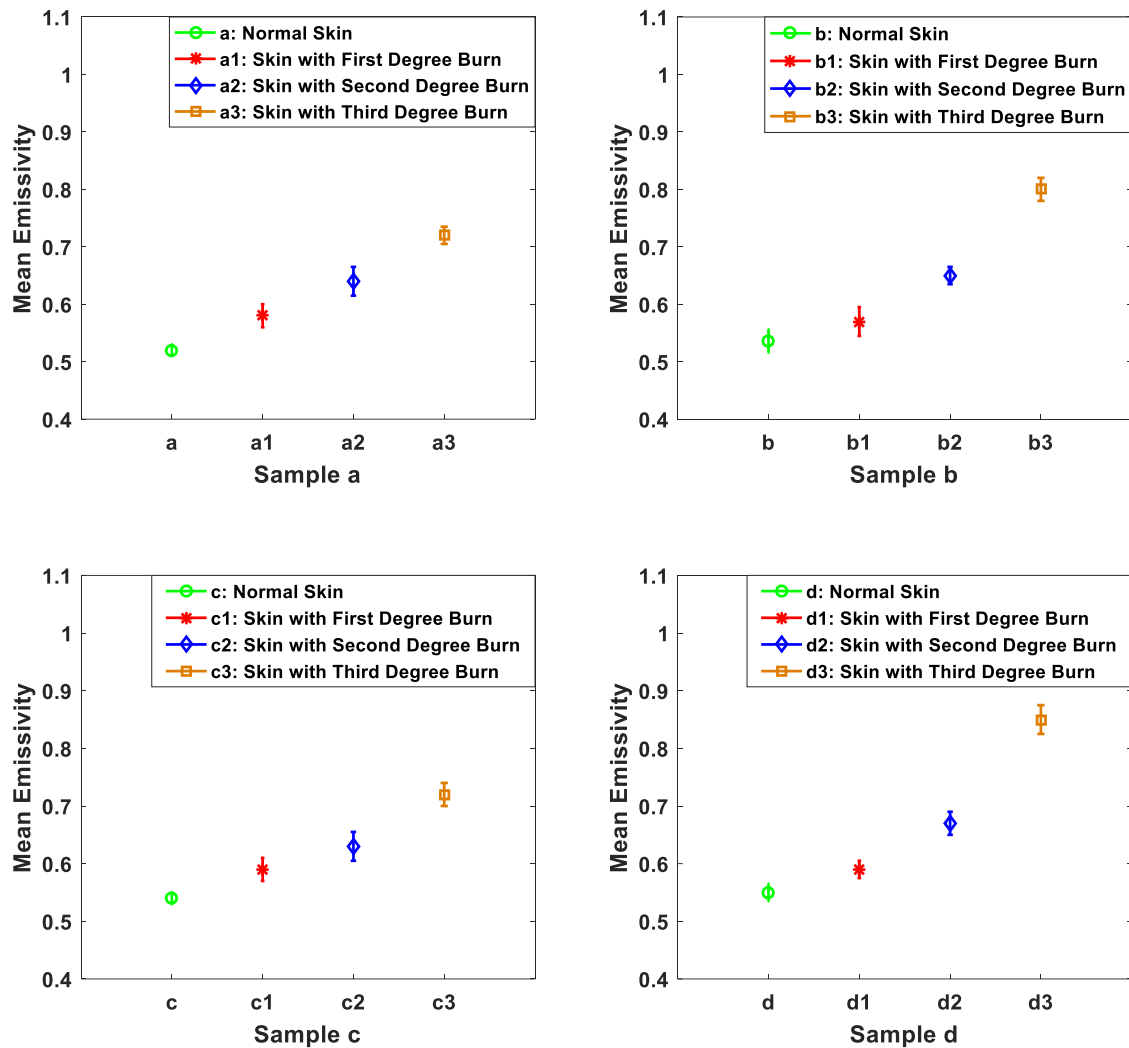 1.1
1
0.9
0.8
0.7
0.6
0.5
0.4
Mean Emissivity
a: Normal Skin
a1: Skin with First Degree Burn
a2: Skin with Second Degree Burn
a3: Skin with Third Degree Burn
a a1 a2 a3
Sample a
1.1
1
0.9
0.8
0.7
0.6
0.5
0.4
Mean Emissivity
b: Normal Skin
b1: Skin with First Degree Burn
b2: Skin with Second Degree Burn
b3: Skin with Third Degree Burn
b b1 b2 b3
Sample b
1.1
1
0.9
0.8
0.7
0.6
0.5
0.4
Mean Emissivity
c: Normal Skin
c1: Skin with First Degree Burn
c2: Skin with Second Degree Burn
c3: Skin with Third Degree Burn
c c1 c2 c3
Sample c
1.1
1
0.9
0.8
0.7
0.6
0.5
0.4
Mean Emissivity
d: Normal Skin
d1: Skin with First Degree Burn
d2: Skin with Second Degree Burn
d3: Skin with Third Degree Burn
d d1 d2 d3
Sample d